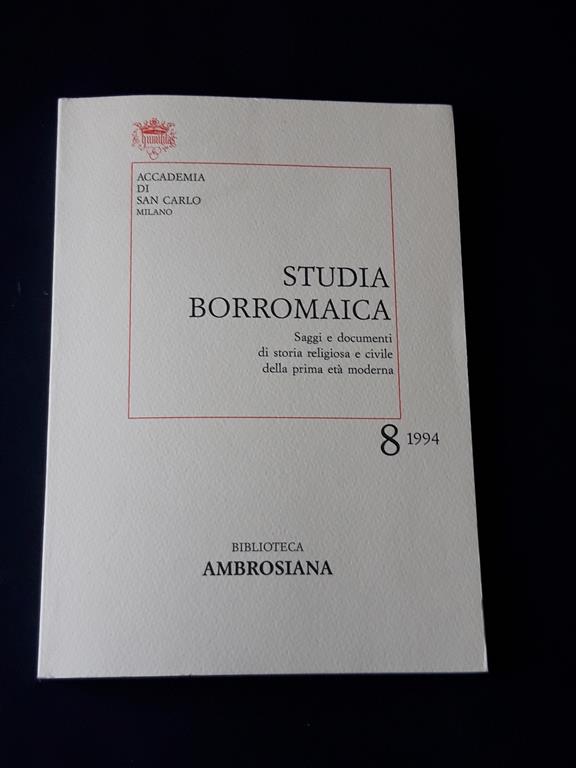 humilitas
ACCADEMIA
DI
SAN CARLO
MILANO
STUDIA
BORROMAICA
Saggi e documenti
di storia religiosa e civile
della prima età moderna
8 1994
BIBLIOTECA
AMBROSIANA